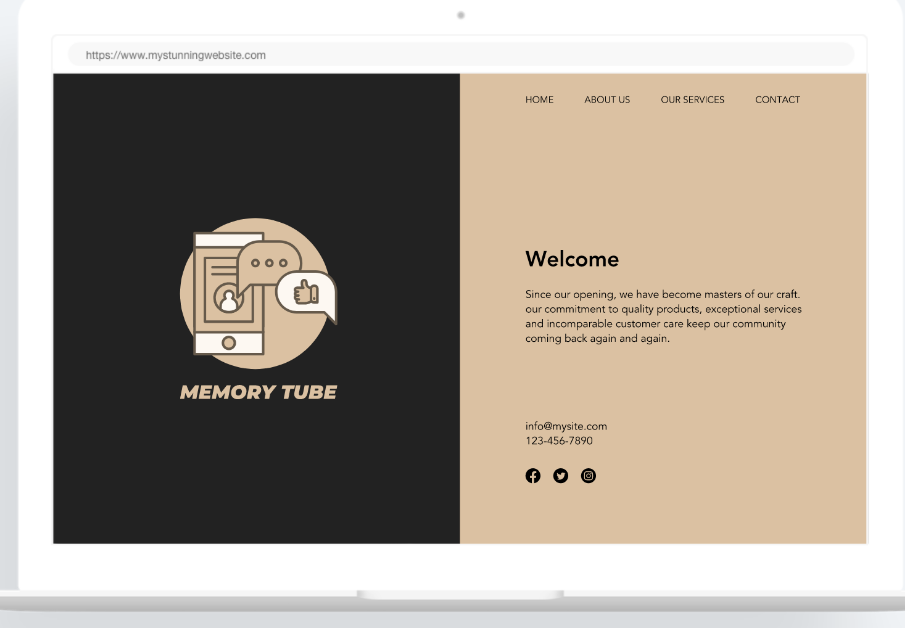 https://www.mystunningwebsite.com
HOME ABOUT US OUR SERVICES CONTACT
MEMORY TUBE
Welcome
Since our opening, we have become masters of our craft.
our commitment to quality products, exceptional services
and incomparable customer care keep our community
coming back again and again.
info@mysite.com
123-456-7890